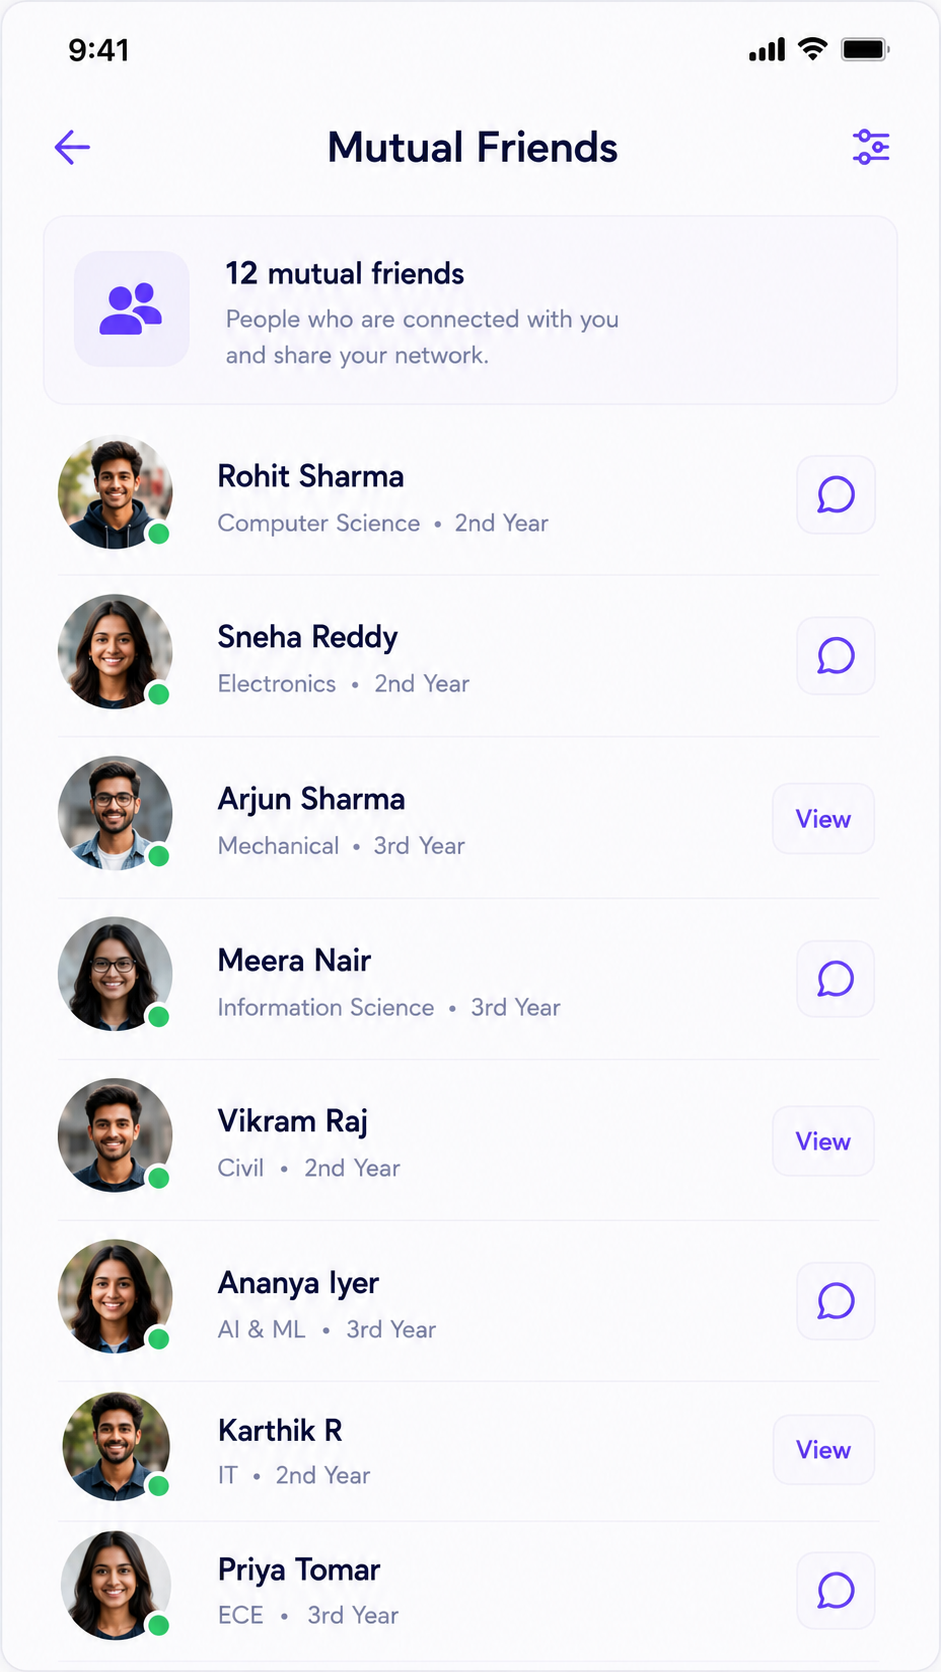 9:41
Mutual Friends
12 mutual friends
People who are connected with you
and share your network.
Rohit Sharma
Computer Science • 2nd Year
Sneha Reddy
Electronics • 2nd Year
Arjun Sharma
Mechanical • 3rd Year
View
Meera Nair
Information Science • 3rd Year
Vikram Raj
Civil • 2nd Year
View
Ananya Iyer
AI & ML • 3rd Year
Karthik R
IT • 2nd Year
View
Priya Tomar
ECE • 3rd Year